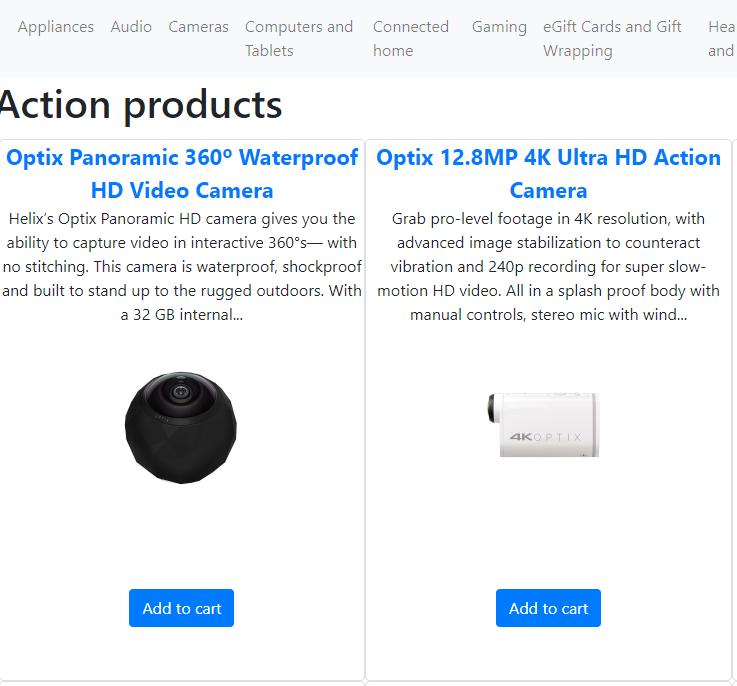 Appliances Audio Cameras Computers and Tablets Connected home Gaming eGift Cards and Gift Wrapping Hea and
Action products
Optix Panoramic 360º Waterproof
HD Video Camera
Helix’s Optix Panoramic HD camera gives you the
ability to capture video in interactive 360°s— with
no stitching. This camera is waterproof, shockproof
and built to stand up to the rugged outdoors. With
a 32 GB internal...
Add to cart
Optix 12.8MP 4K Ultra HD Action
Camera
Grab pro-level footage in 4K resolution, with
advanced image stabilization to counteract
vibration and 240p recording for super slow-
motion HD video. All in a splash proof body with
manual controls, stereo mic with wind...
4K OPTIX
Add to cart